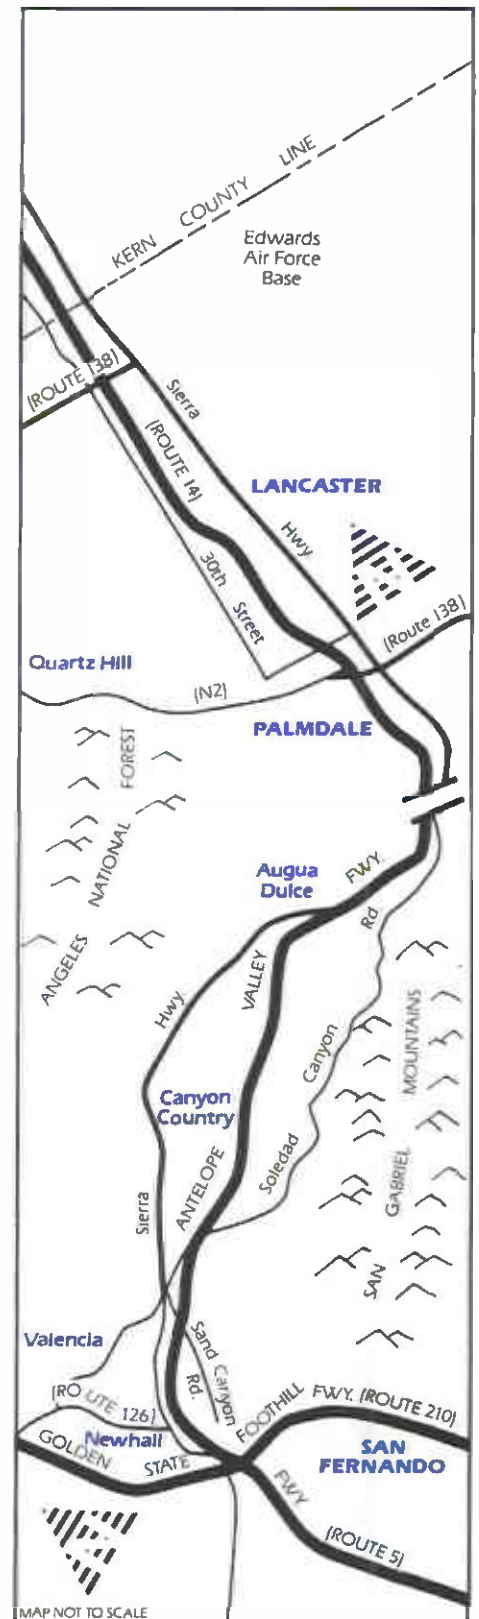 KERN COUNTY LINE
Edwards
Air Force
Base
(ROUTE 138)
Sierra
(ROUTE 14)
LANCASTER
Hwy.
30th
Street
(Route 138)
Quartz Hill
(N2)
PALMDALE
ANGELES NATIONAL FOREST
Augua
Dulce
FWY.
Rd
VALLEY
Hwy.
Canyon
SAN GABRIEL MOUNTAINS
Canyon
Country
ANTELOPE
Soledad
Sierra
Valencia
Sand Canyon
Rd.
(ROUTE 126)
FOOTHILL FWY. (ROUTE 210)
Newhall
GOLDEN STATE FWY
SAN
FERNANDO
(ROUTE 5)
MAP NOT TO SCALE